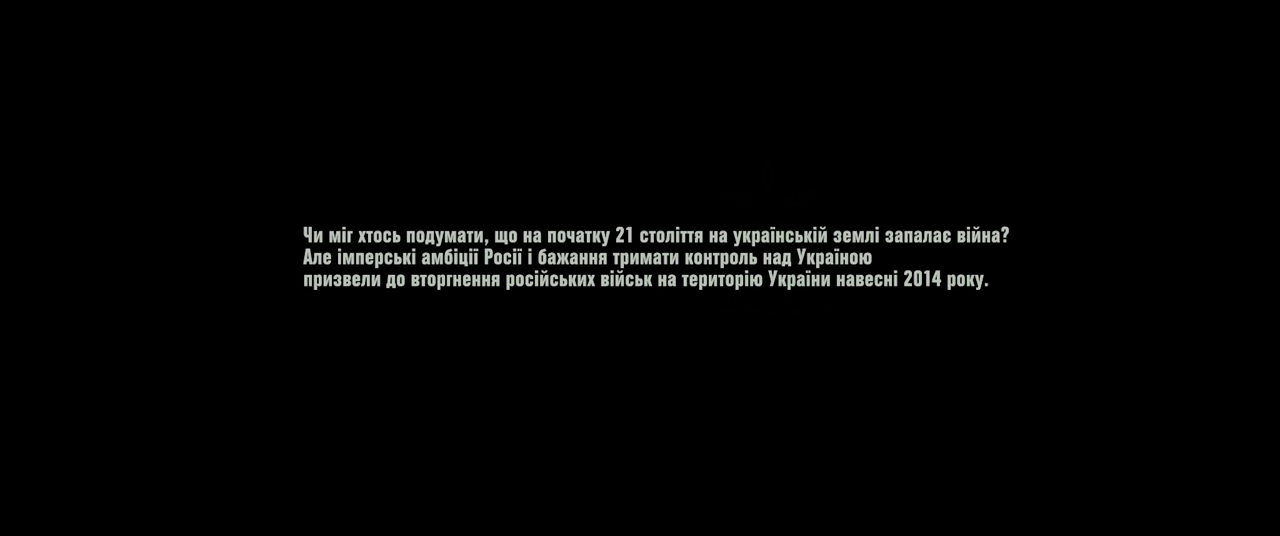 Чи міг хтось подумати, що на початку 21 століття на українській землі запалає війна?
Але імперські амбіції Росії і бажання тримати контроль над Україною
призвели до вторгнення російських військ на територію України навесні 2014 року.